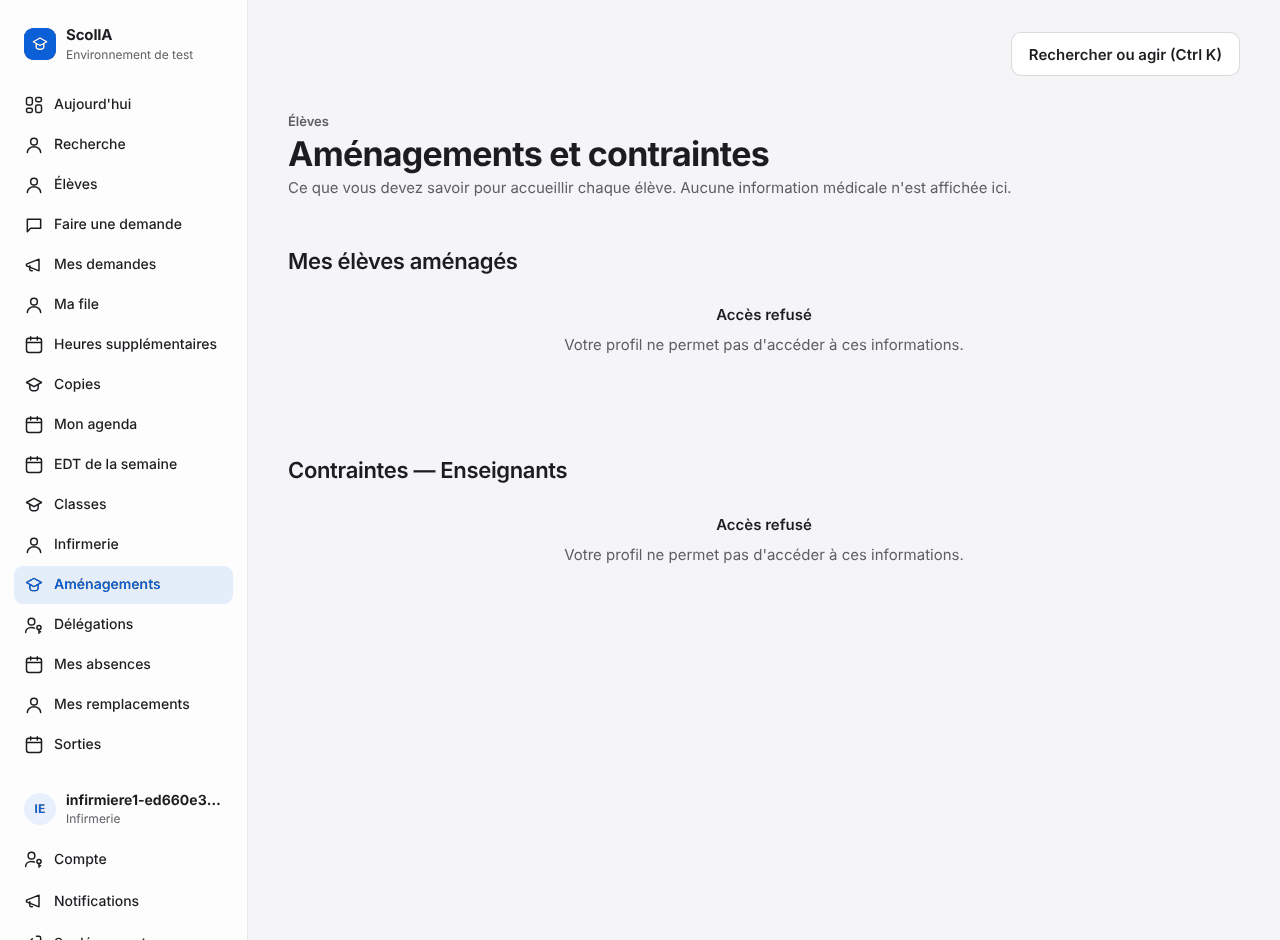 ScolIA
Environnement de test
Rechercher ou agir (Ctrl K)
Aujourd'hui
Recherche
Élèves
Faire une demande
Mes demandes
Ma file
Heures supplémentaires
Copies
Mon agenda
EDT de la semaine
Classes
Infirmerie
Aménagements
Délégations
Mes absences
Mes remplacements
Sorties
IE
infirmiere1-ed660e3...
Infirmerie
Compte
Notifications
Élèves
Aménagements et contraintes
Ce que vous devez savoir pour accueillir chaque élève. Aucune information médicale n'est affichée ici.
Mes élèves aménagés
Accès refusé
Votre profil ne permet pas d'accéder à ces informations.
Contraintes — Enseignants
Accès refusé
Votre profil ne permet pas d'accéder à ces informations.